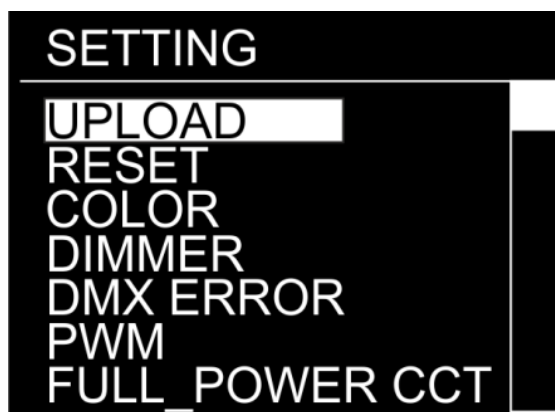 SETTING
UPLOAD
RESET
COLOR
DIMMER
DMX ERROR
PWM
FULL_POWER CCT